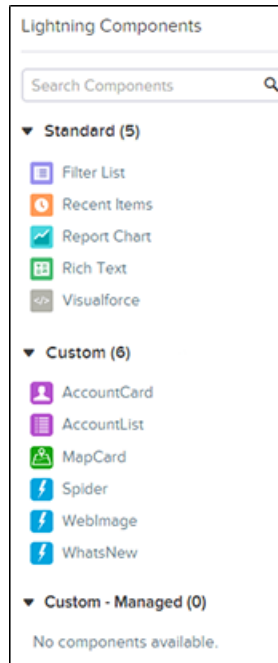 Lightning Components
Search Components
Standard (5)
Filter List
Recent Items
Report Chart
Rich Text
Visualforce
Custom (6)
AccountCard
AccountList
MapCard
Spider
WebImage
WhatsNew
Custom - Managed (0)
No components available.